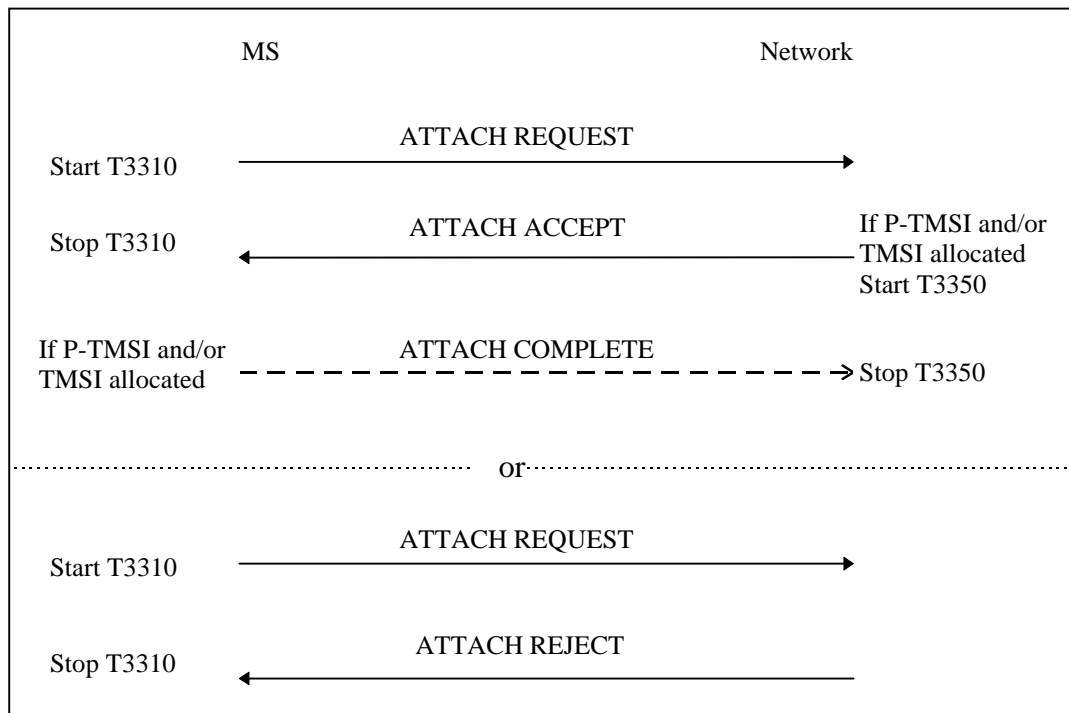 MS Network
ATTACH REQUEST
Start T3310
ATTACH ACCEPT
Stop T3310
If P-TMSI and/or
TMSI allocated
Start T3350
If P-TMSI and/or
TMSI allocated
ATTACH COMPLETE
Stop T3350
or
ATTACH REQUEST
Start T3310
ATTACH REJECT
Stop T3310